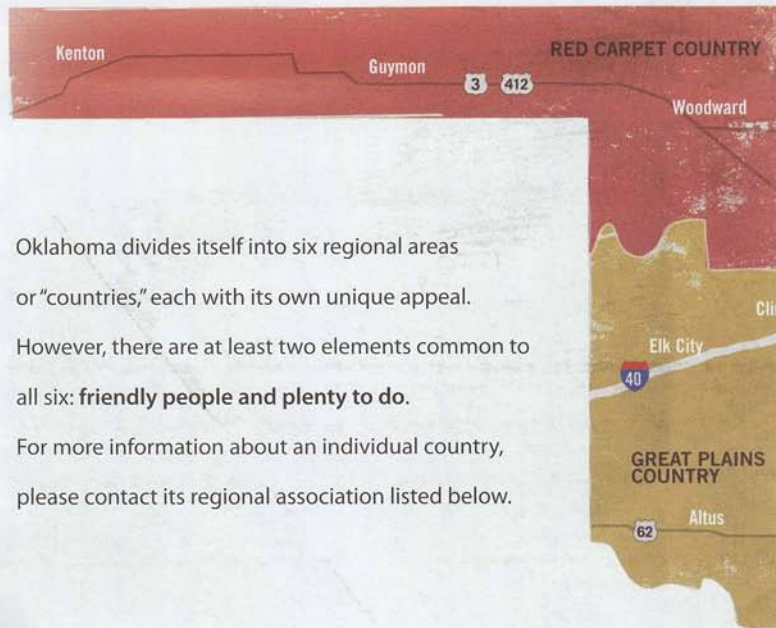 Kenton
Guymon
3
412
RED CARPET COUNTRY
Woodward
Oklahoma divides itself into six regional areas
or "countries," each with its own unique appeal.
However, there are at least two elements common to
all six: friendly people and plenty to do.
For more information about an individual country,
please contact its regional association listed below.
Elk City
40
GREAT PLAINS
COUNTRY
62
Altus